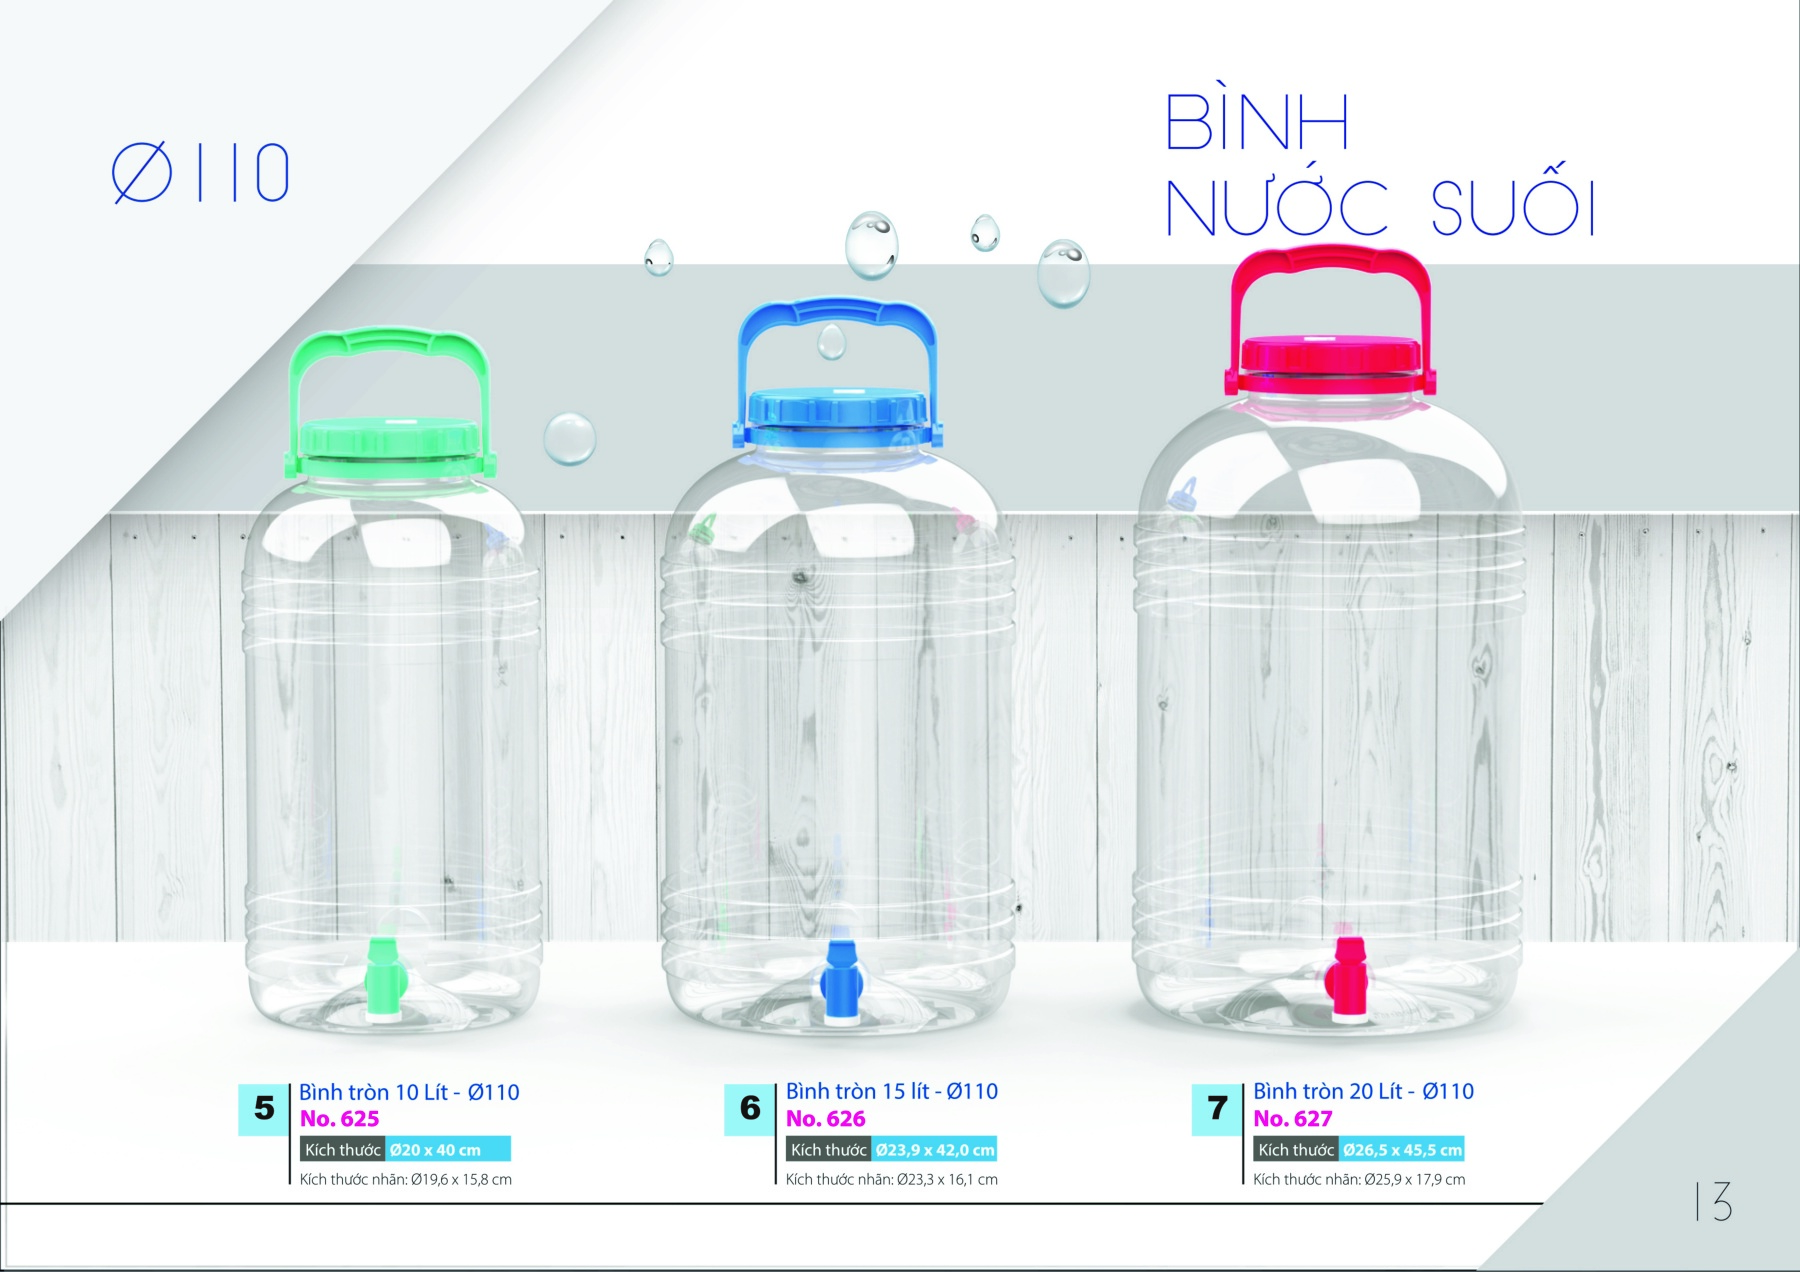 Ø110
BÌNH
NƯỚC SUỐI
5
Bình tròn 10 Lít - Ø110
No. 625
Kích thước Ø20 x 40 cm
Kích thước nhãn: Ø19,6 x 15,8 cm
6
Bình tròn 15 lít - Ø110
No. 626
Kích thước Ø23,9 x 42,0 cm
Kích thước nhãn: Ø23,3 x 16,1 cm
7
Bình tròn 20 Lít - Ø110
No. 627
Kích thước Ø26,5 x 45,5 cm
Kích thước nhãn: Ø25,9 x 17,9 cm
13